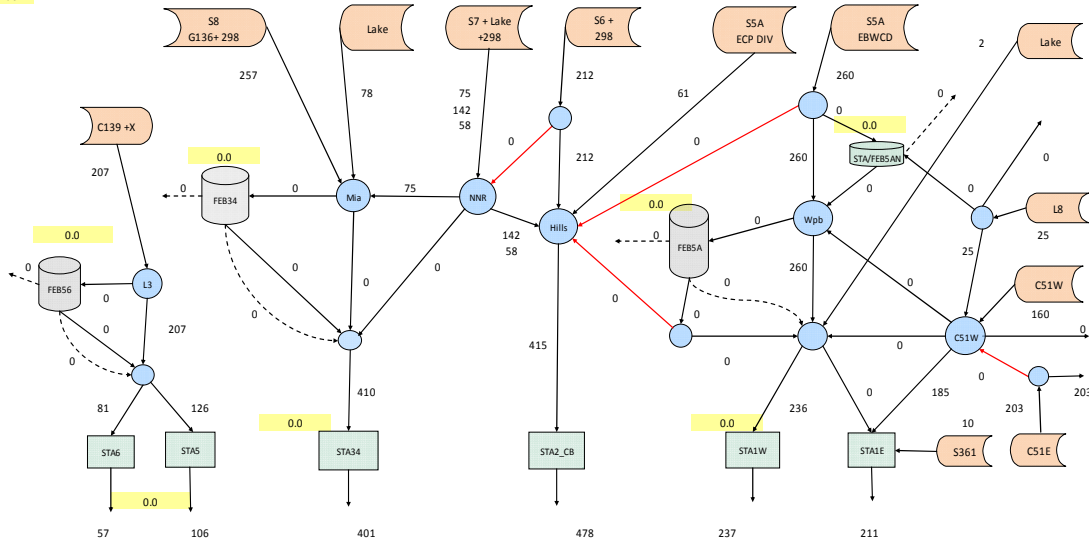 S8
G136+ 298
Lake
S7 + Lake
+298
S6 +
298
S5A
ECP DIV
S5A
EBWCD
2
Lake
257
78
75
142
58
212
61
260
0
0
C139 +X
0.0
0
0.0
STA/FEB5AN
0
207
0.0
0
FEB34
0
Mia
75
NNR
212
0
260
0
0
L8
0.0
0
FEB5A
0
Wpb
25
25
0.0
142
58
Hills
0
FEB56
0
L3
0
0
0
0
260
0
C51W
160
0
0
207
0
0
0
0
C51W
0
0
415
0
0
0
203
81
126
410
236
0
185
203
10
0.0
0.0
STA6
STA5
STA34
STA2_CB
STA1W
STA1E
S361
C51E
0.0
57
106
401
478
237
211